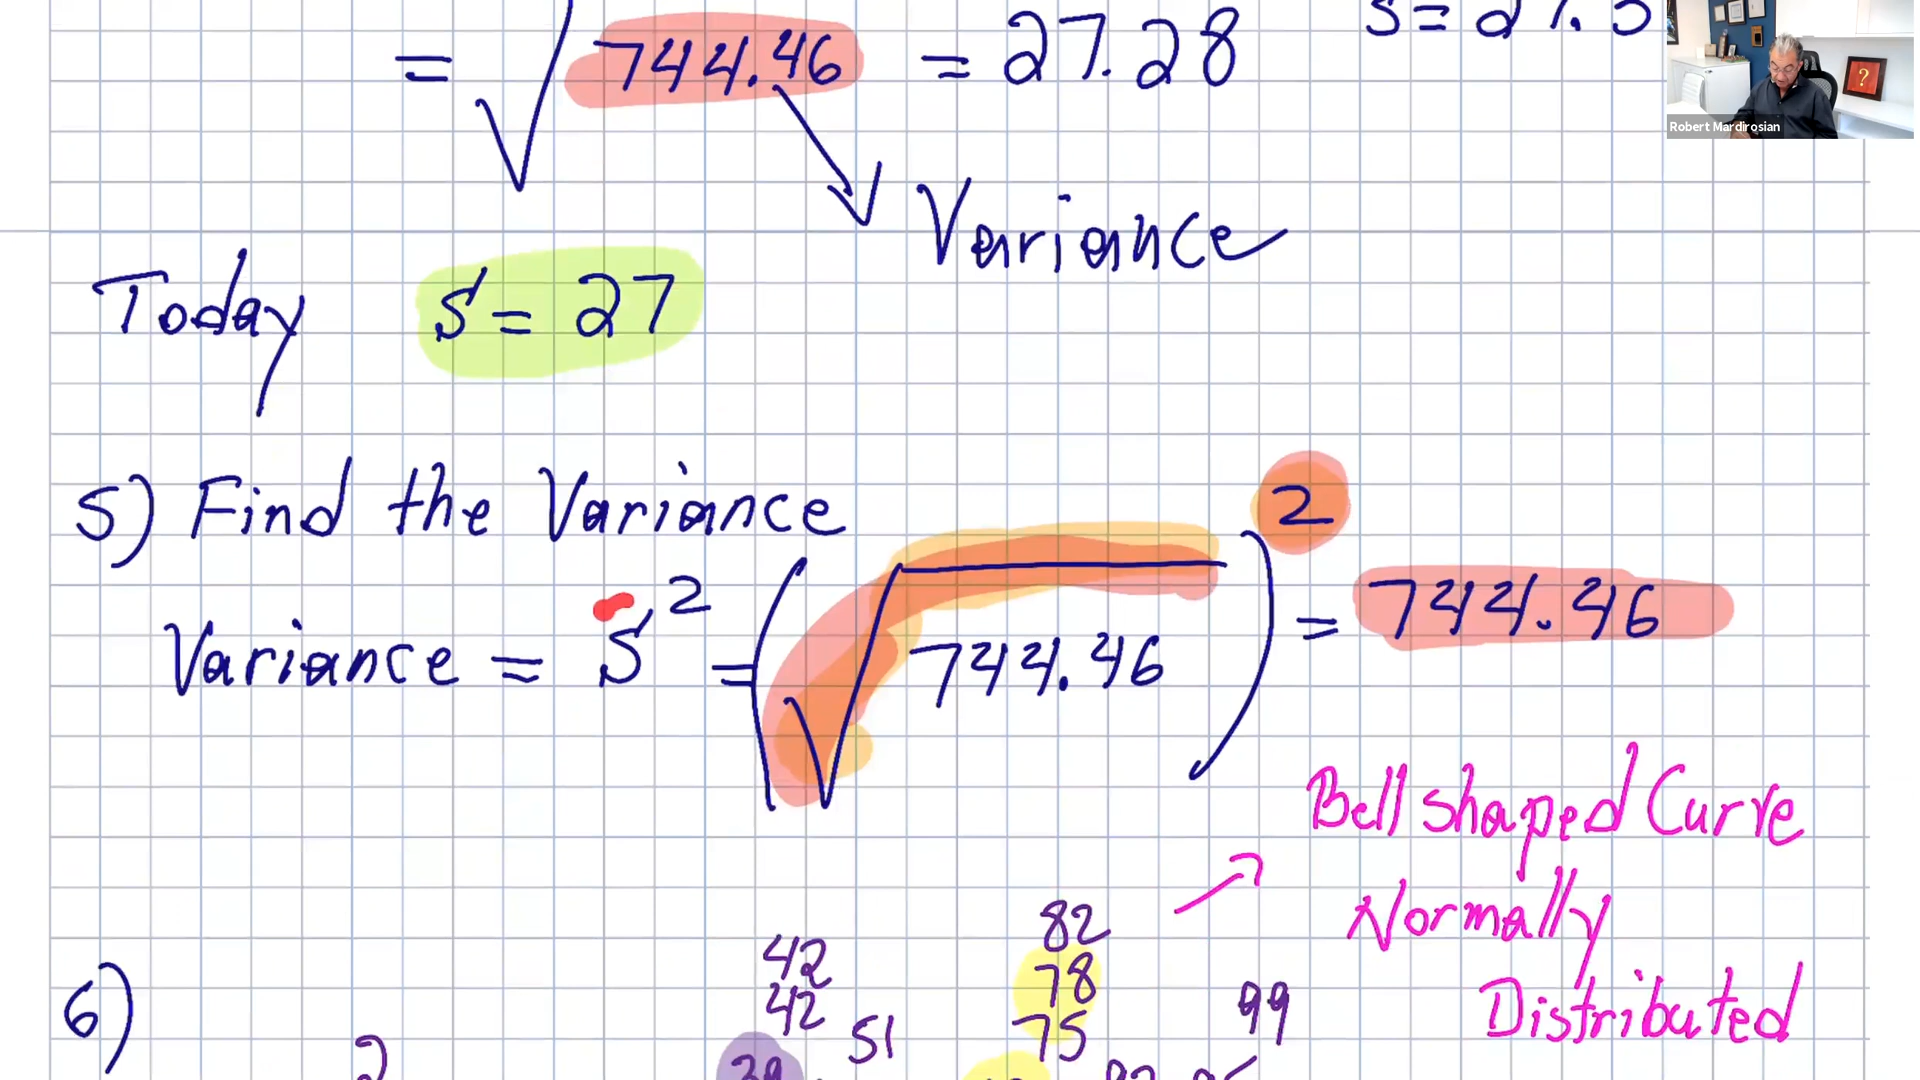 = √744.46 = 27.28
Robert Mardirosian
?
Variance
Today S = 27
5) Find the Variance
Variance = S² = (√744.46)² = 744.46
Bell Shaped Curve
Normally
Distributed
6)
42
42
51
82
78
75
99